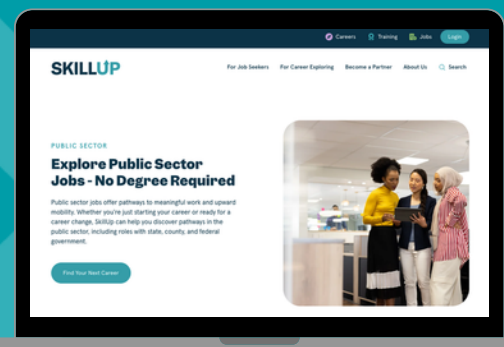 Careers Training Jobs Login
SKILLUP
For Job Seekers For Career Exploring Become a Partner About Us Search
PUBLIC SECTOR
Explore Public Sector
Jobs - No Degree Required
Public sector jobs offer pathways to meaningful work and upward
mobility. Whether you're just starting your career or ready for a
career change, SkillUp can help you discover pathways in the
public sector, including roles with state, county, and federal
government.
Find Your Next Career